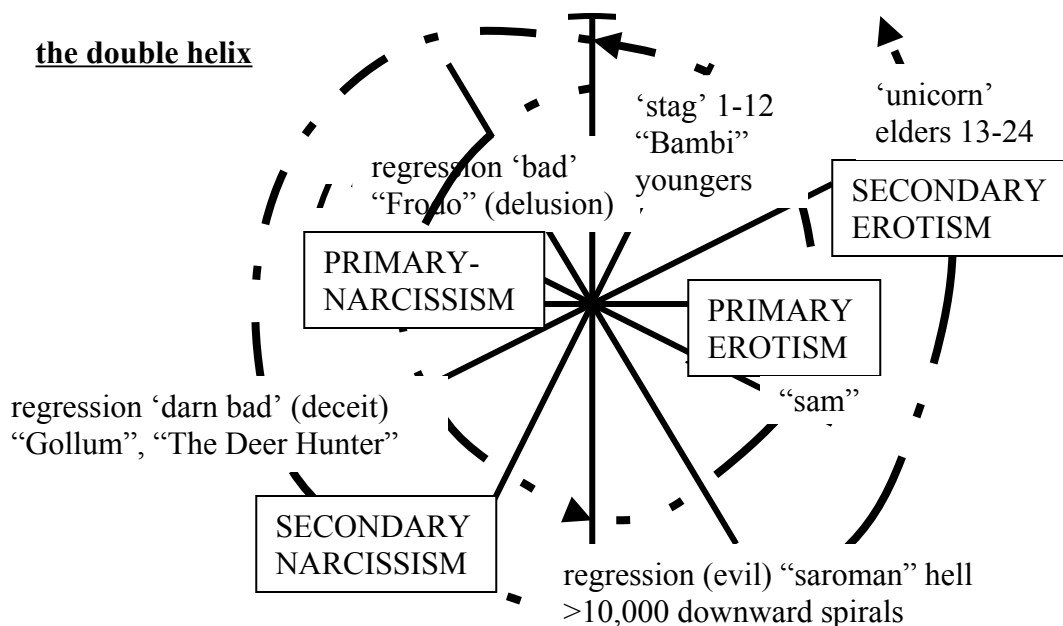 the double helix
‘stag’ 1-12
“Bambi”
youngers
‘unicorn’
elders 13-24
regression ‘bad’
“Frodo” (delusion)
SECONDARY
EROTISM
PRIMARY-
NARCISSISM
PRIMARY
EROTISM
“sam”
regression ‘darn bad’ (deceit)
“Gollum”, “The Deer Hunter”
SECONDARY
NARCISSISM
regression (evil) “saroman” hell
>10,000 downward spirals